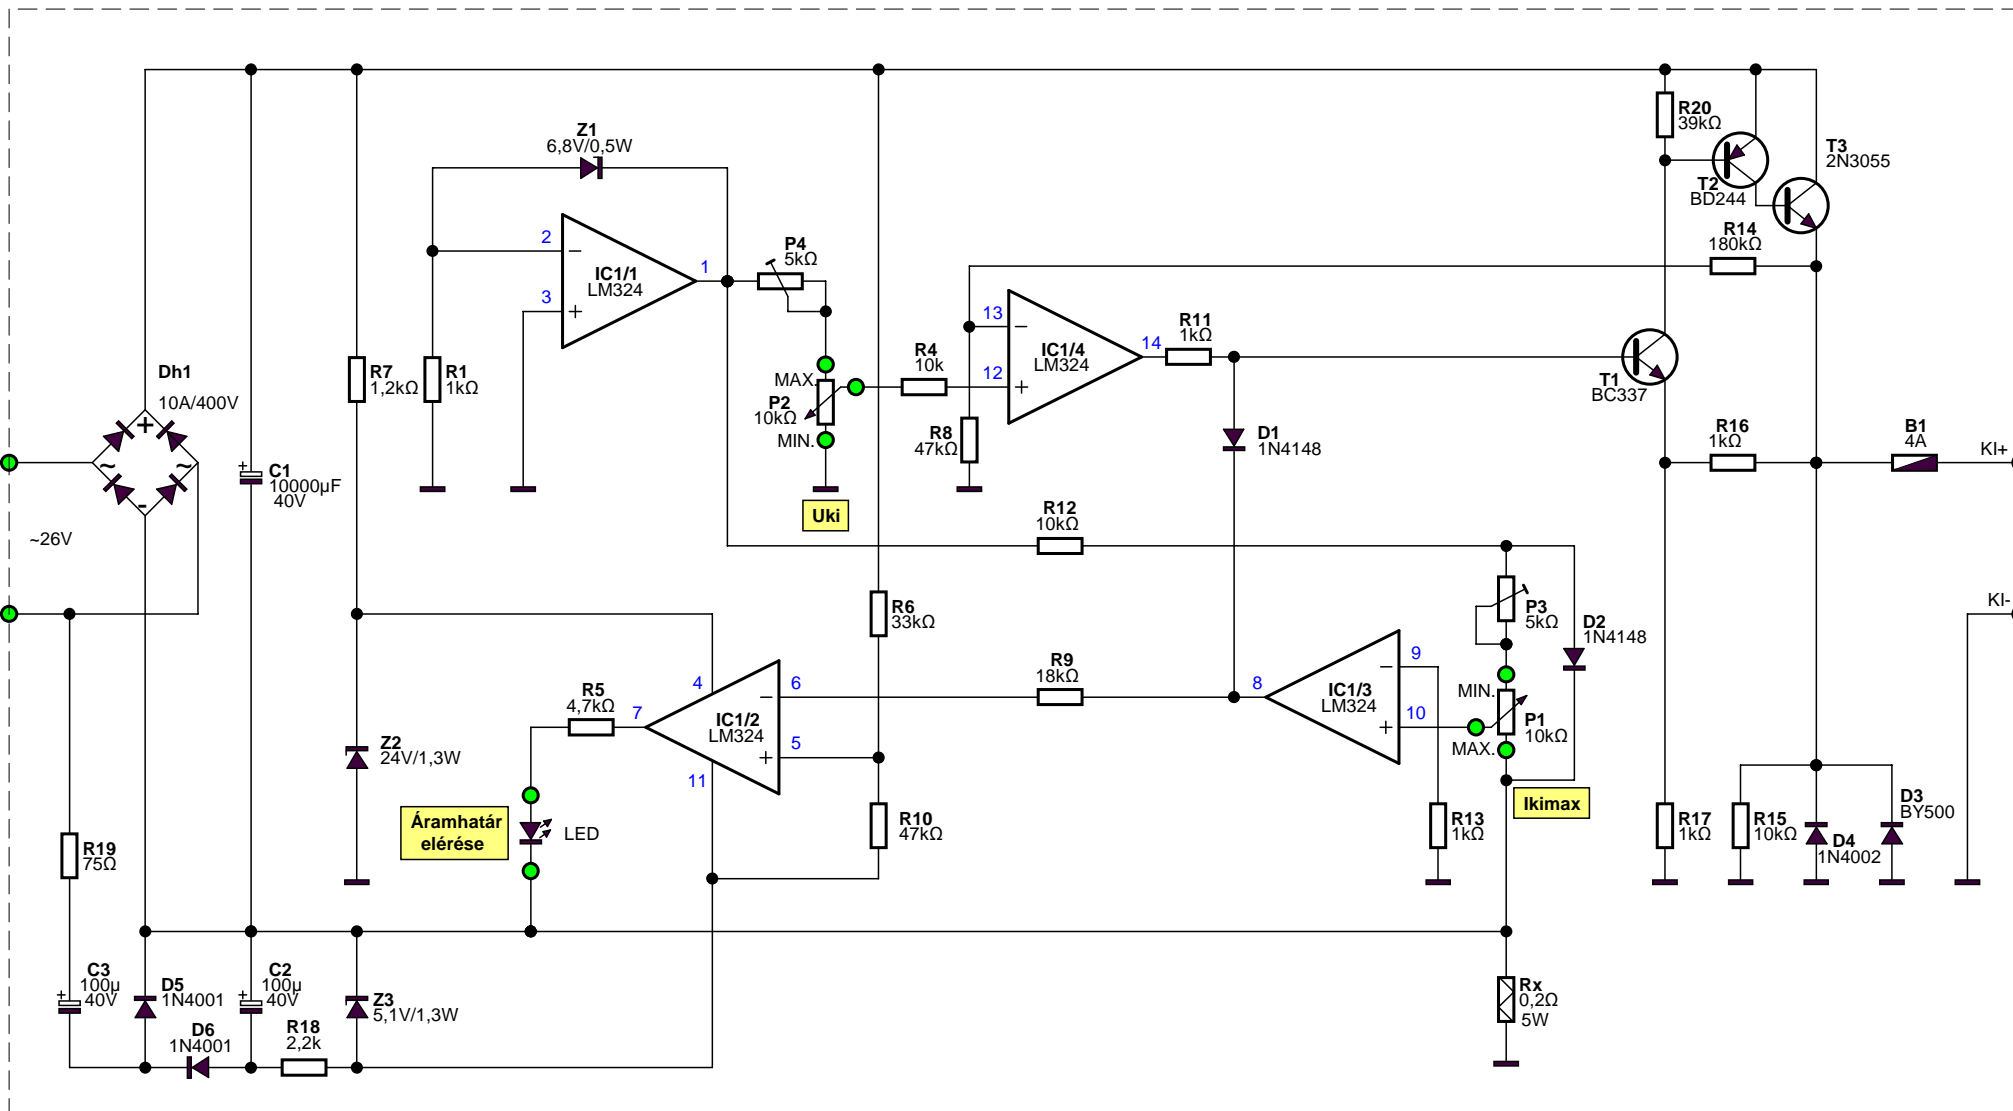 Z1
6,8V/0,5W
R20
39kΩ
T3
2N3055
T2
BD244
R14
180kΩ
2
-
3
+
IC1/1
LM324
1
P4
5kΩ
13
-
12
+
IC1/4
LM324
14
R11
1kΩ
R4
10k
Dh1
10A/400V
+
~
~
-
~26V
C1
10000µF
40V
+
R7
1,2kΩ
R1
1kΩ
MAX.
P2
10kΩ
MIN.
Uki
R8
47kΩ
D1
1N4148
T1
BC337
R16
1kΩ
B1
4A
KI+
KI-
R12
10kΩ
R6
33kΩ
R9
18kΩ
P3
5kΩ
D2
1N4148
R5
4,7kΩ
7
4
IC1/2
LM324
-
6
+
5
11
8
IC1/3
LM324
-
9
+
10
MIN.
P1
10kΩ
MAX.
Ikimax
Z2
24V/1,3W
Áramhatár
elérése
LED
R10
47kΩ
R13
1kΩ
R17
1kΩ
R15
10kΩ
D4
1N4002
D3
BY500
R19
75Ω
C3
100µ
40V
+
D5
1N4001
D6
1N4001
C2
100µ
40V
+
R18
2,2k
Z3
5,1V/1,3W
Rx
0,2Ω
5W